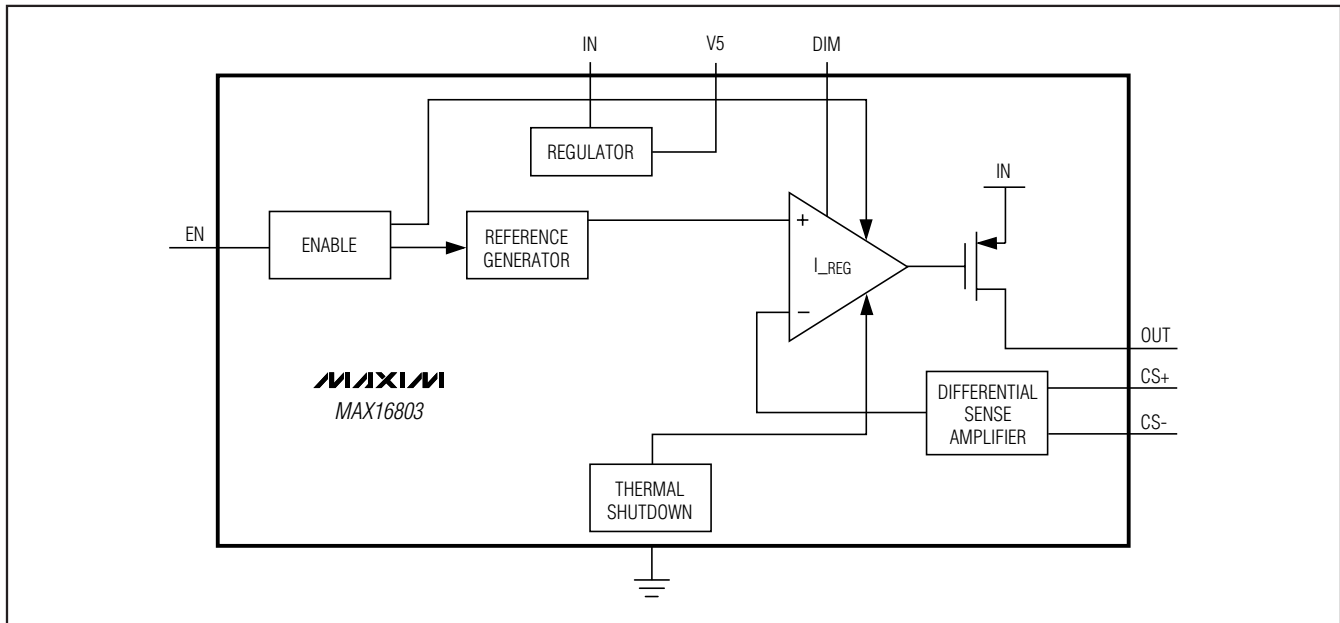 IN
V5
DIM
REGULATOR
IN
EN
ENABLE
REFERENCE
GENERATOR
+
I_REG
−
OUT
CS+
CS-
DIFFERENTIAL
SENSE
AMPLIFIER
MAXIM
MAX16803
THERMAL
SHUTDOWN